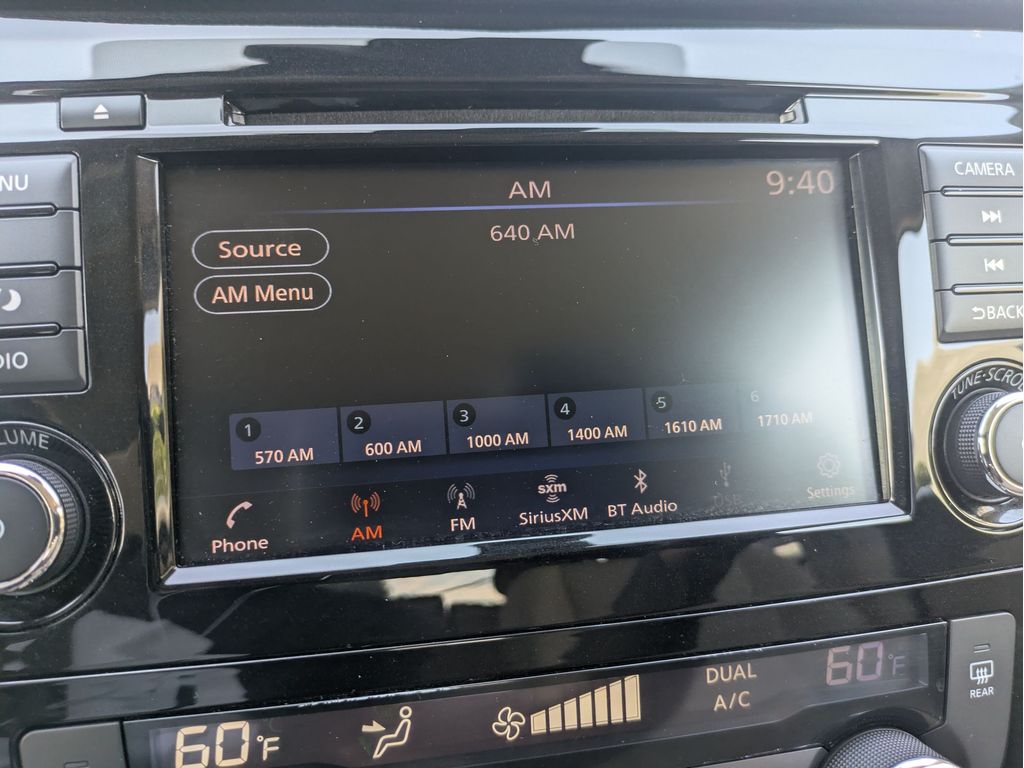 AM
9:40
640 AM
Source
AM Menu
1
570 AM
2
600 AM
3
1000 AM
4
1400 AM
5
1610 AM
6
1710 AM
Phone
AM
FM
sxm
SiriusXM
BT Audio
USB
Settings
NU
DIO
LUME
CAMERA
BACK
TUNE·SCRO
60°F
DUAL
A/C
60°F
REAR